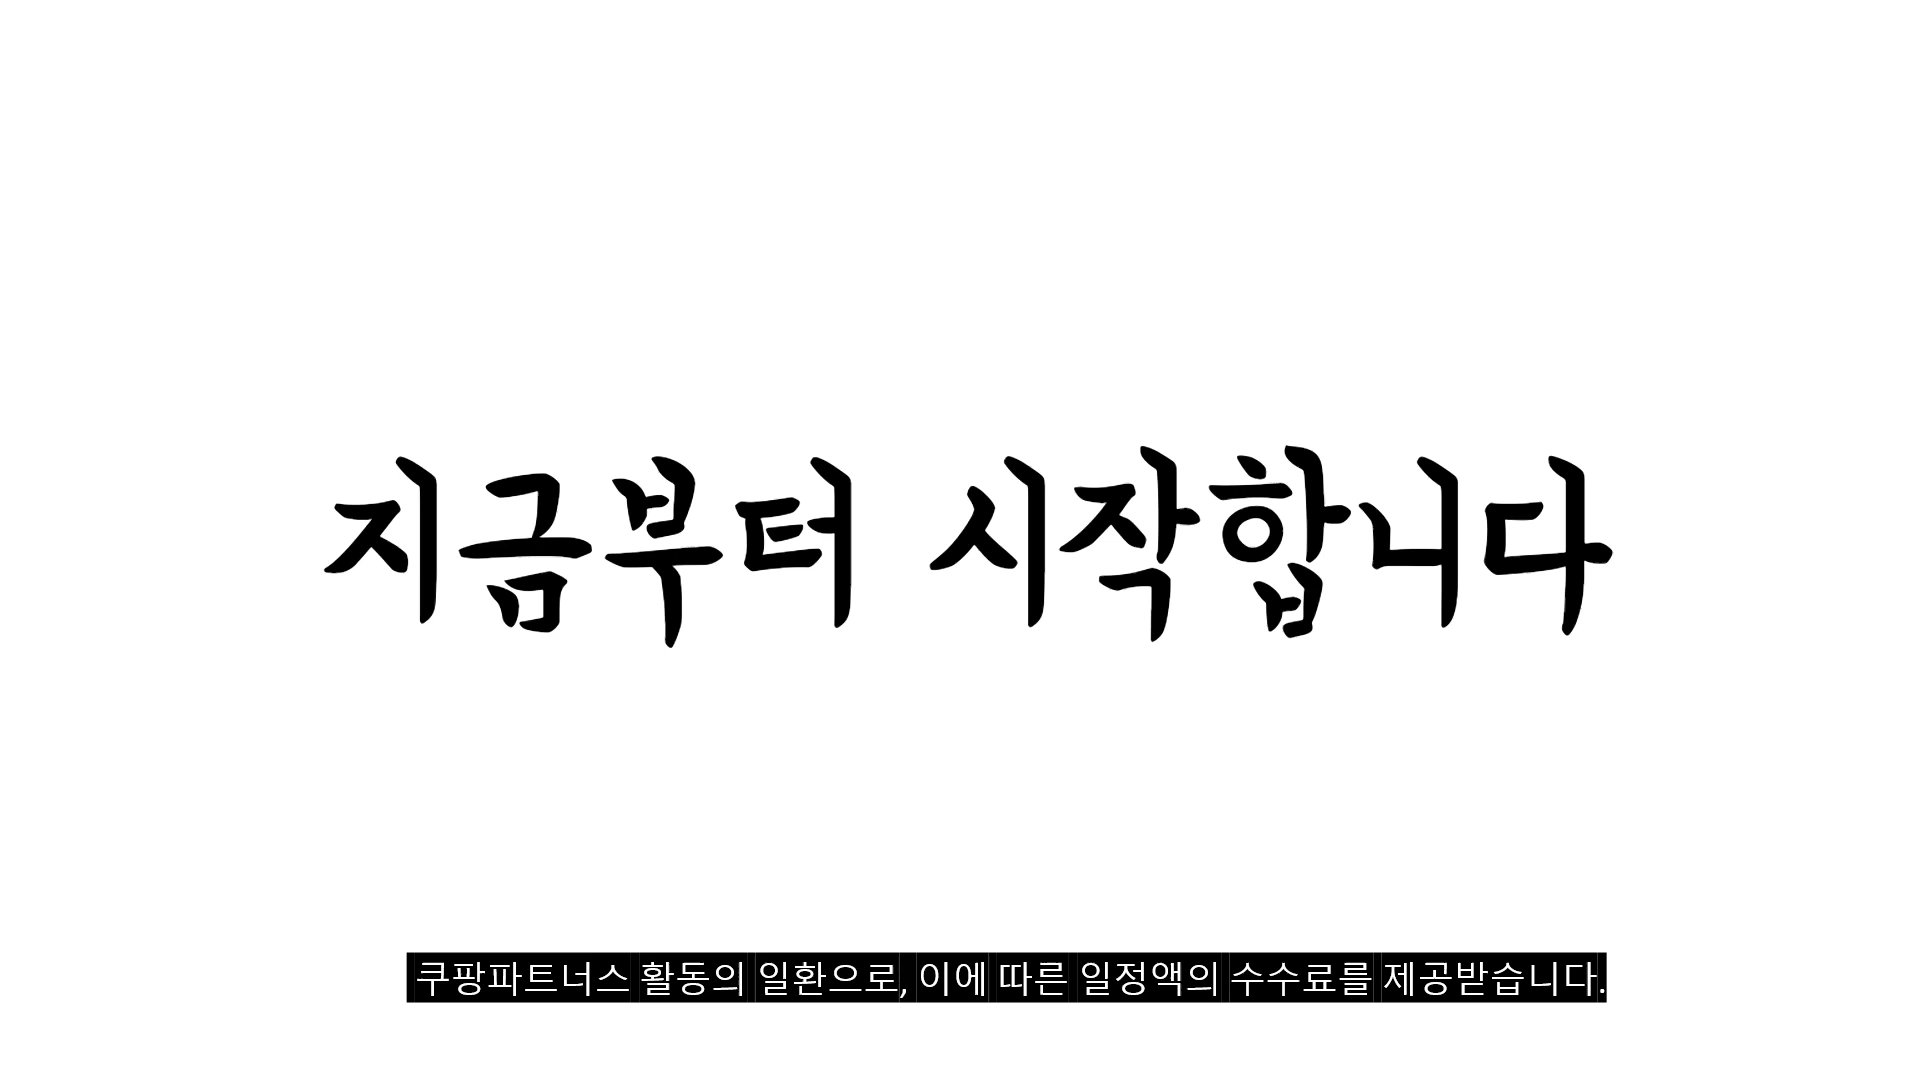 지금부터 시작합니다
쿠팡파트너스 활동의 일환으로, 이에 따른 일정액의 수수료를 제공받습니다.